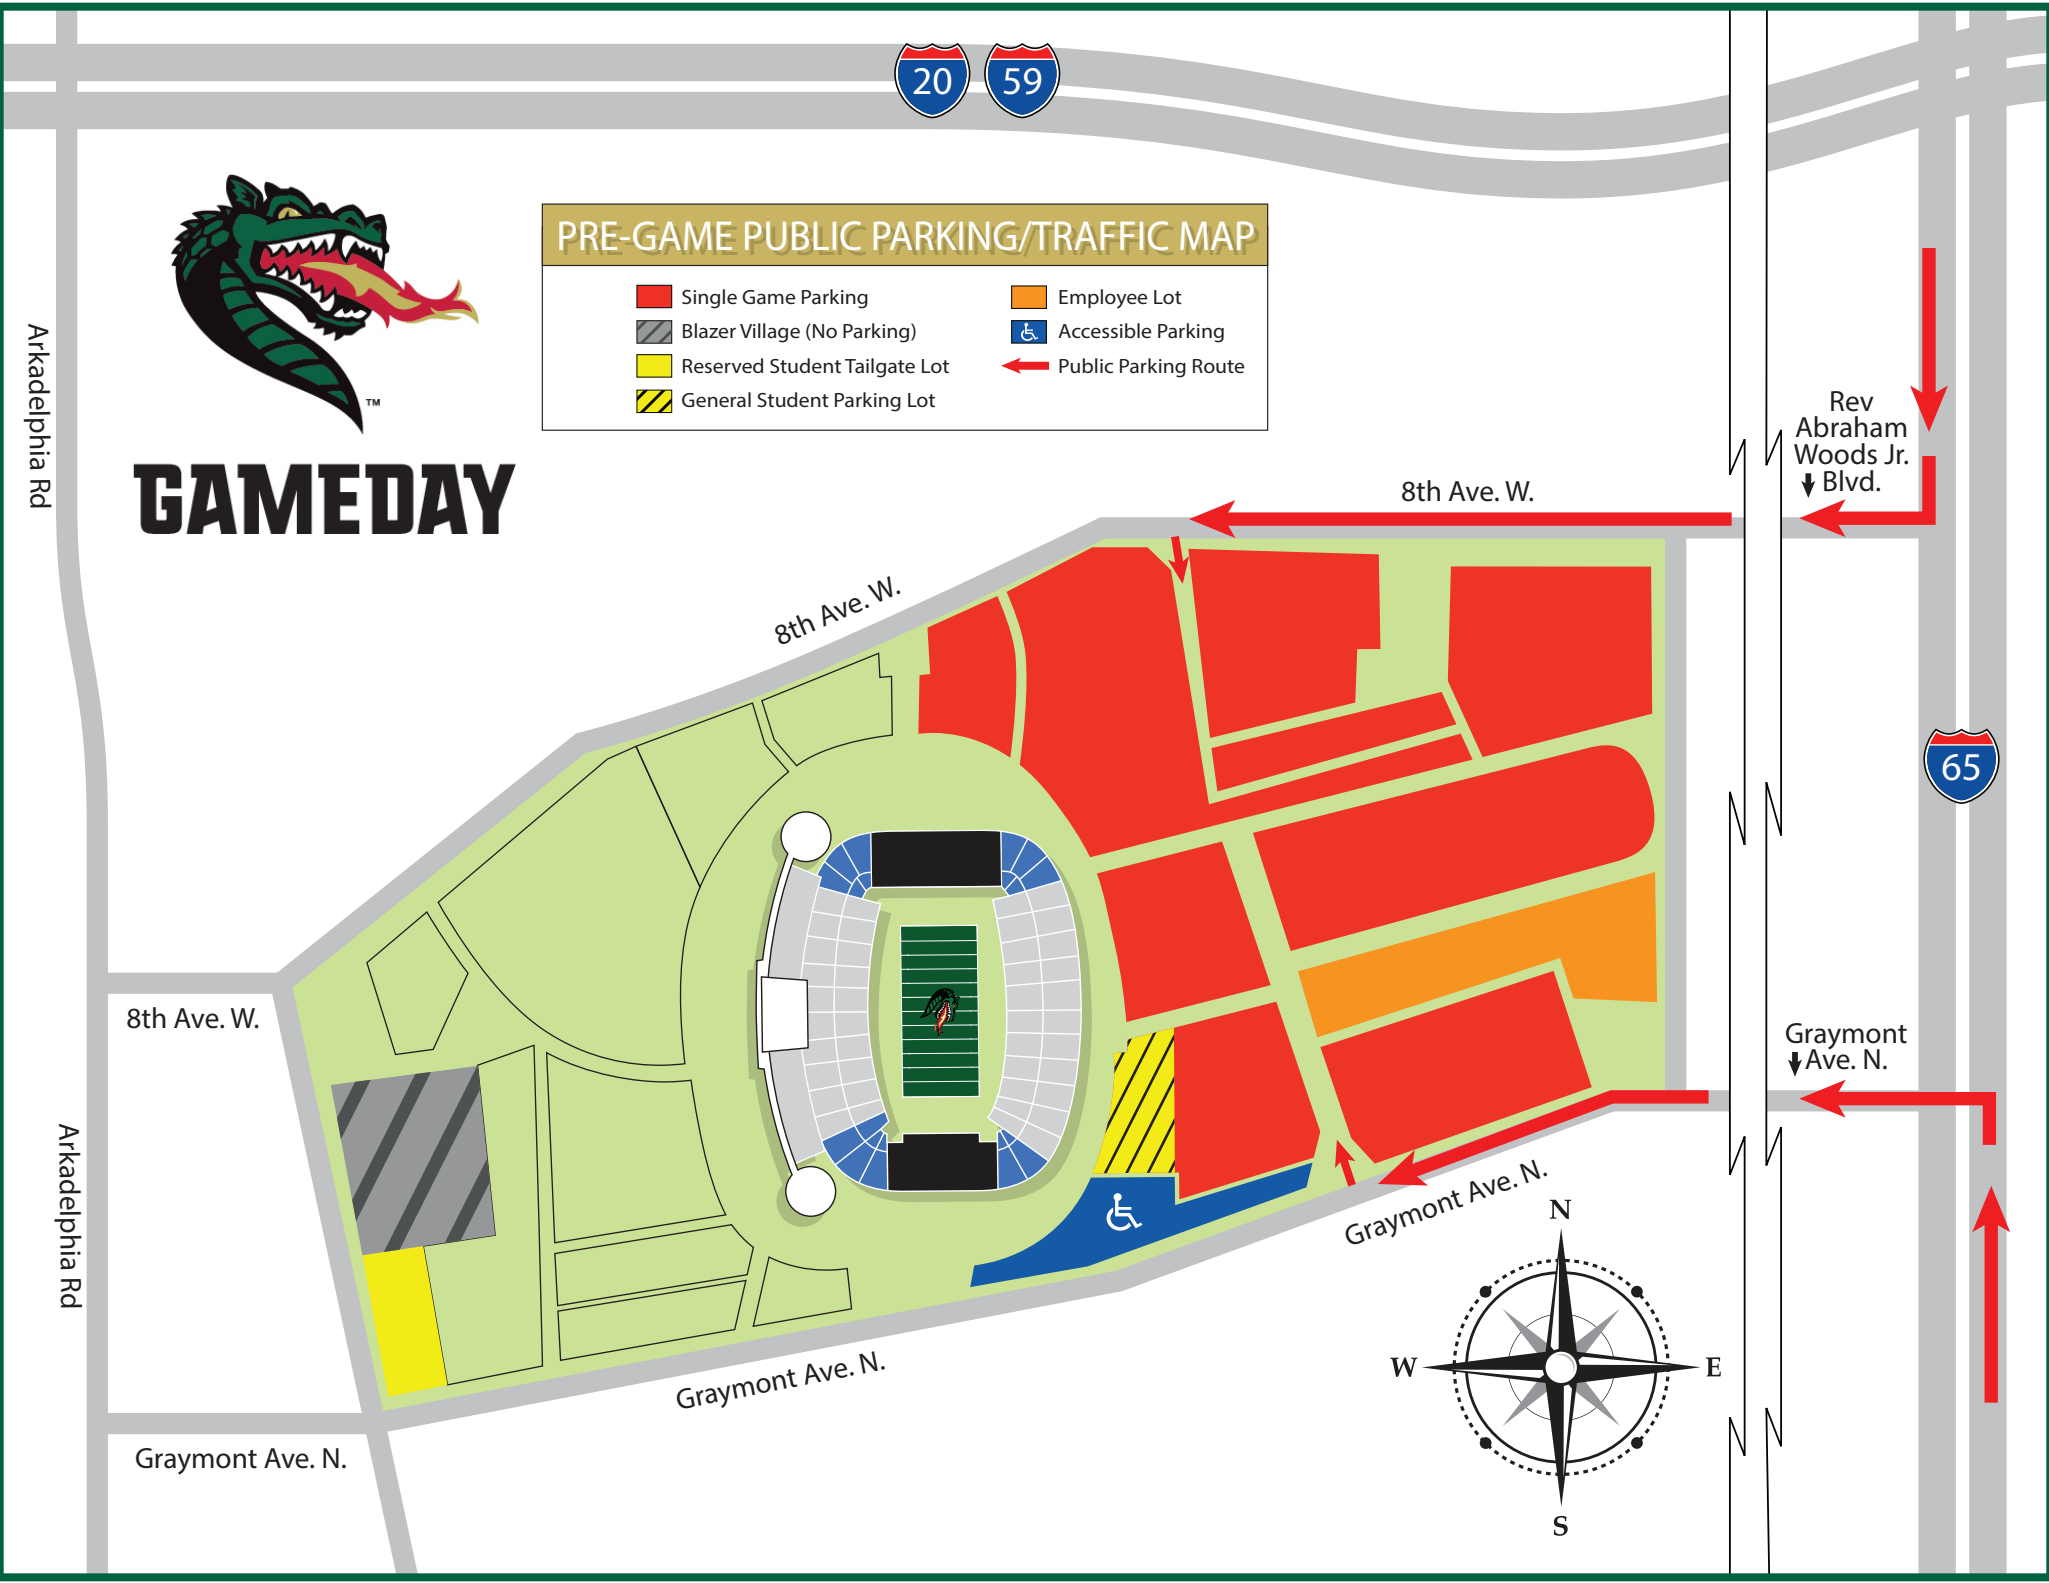 20
59
PRE-GAME PUBLIC PARKING/TRAFFIC MAP
Single Game Parking
Blazer Village (No Parking)
Reserved Student Tailgate Lot
General Student Parking Lot
Employee Lot
Accessible Parking
Public Parking Route
TM
GAMEDAY
Arkadelphia Rd
Rev
Abraham
Woods Jr.
Blvd.
8th Ave. W.
8th Ave. W.
65
8th Ave. W.
Graymont
Ave. N.
Arkadelphia Rd
Graymont Ave. N.
Graymont Ave. N.
Graymont Ave. N.
N
W
E
S